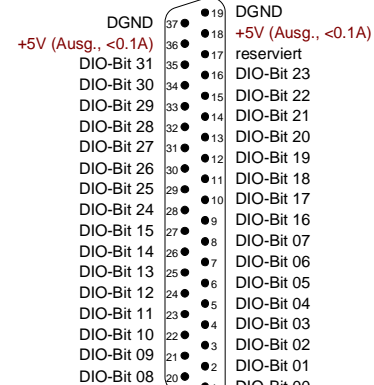 DGND 37 19 DGND
+5V (Ausg., <0.1A) 36 18 +5V (Ausg., <0.1A)
DIO-Bit 31 35 17 reserviert
DIO-Bit 30 34 16 DIO-Bit 23
DIO-Bit 29 33 15 DIO-Bit 22
DIO-Bit 28 32 14 DIO-Bit 21
DIO-Bit 27 31 13 DIO-Bit 20
DIO-Bit 26 30 12 DIO-Bit 19
DIO-Bit 25 29 11 DIO-Bit 18
DIO-Bit 24 28 10 DIO-Bit 17
DIO-Bit 15 27 9 DIO-Bit 16
DIO-Bit 14 26 8 DIO-Bit 07
DIO-Bit 13 25 7 DIO-Bit 06
DIO-Bit 12 24 6 DIO-Bit 05
DIO-Bit 11 23 5 DIO-Bit 04
DIO-Bit 10 22 4 DIO-Bit 03
DIO-Bit 09 21 3 DIO-Bit 02
DIO-Bit 08 20 2 DIO-Bit 01
DIO-Bit 00